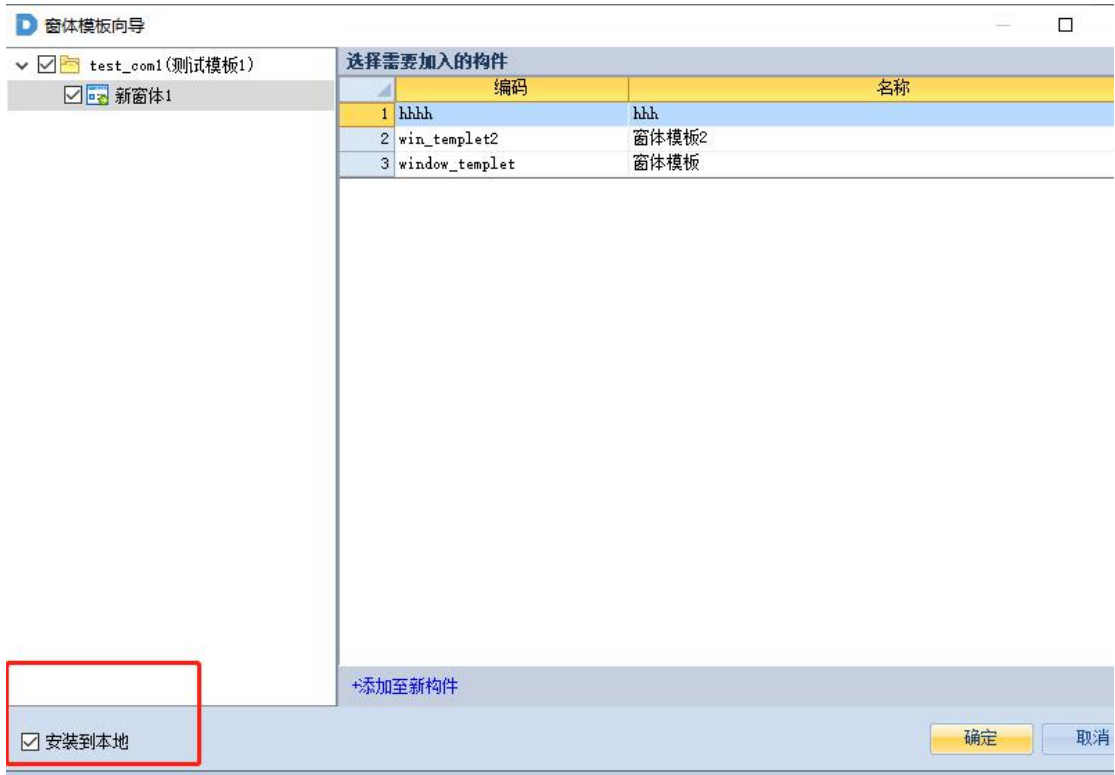 窗体模板向导
test_com1(测试模板1)
新窗体1
选择需要加入的构件
编码 名称
1 hhhh hhh
2 win_templet2 窗体模板2
3 window_templet 窗体模板
+添加至新构件
安装到本地
确定 取消